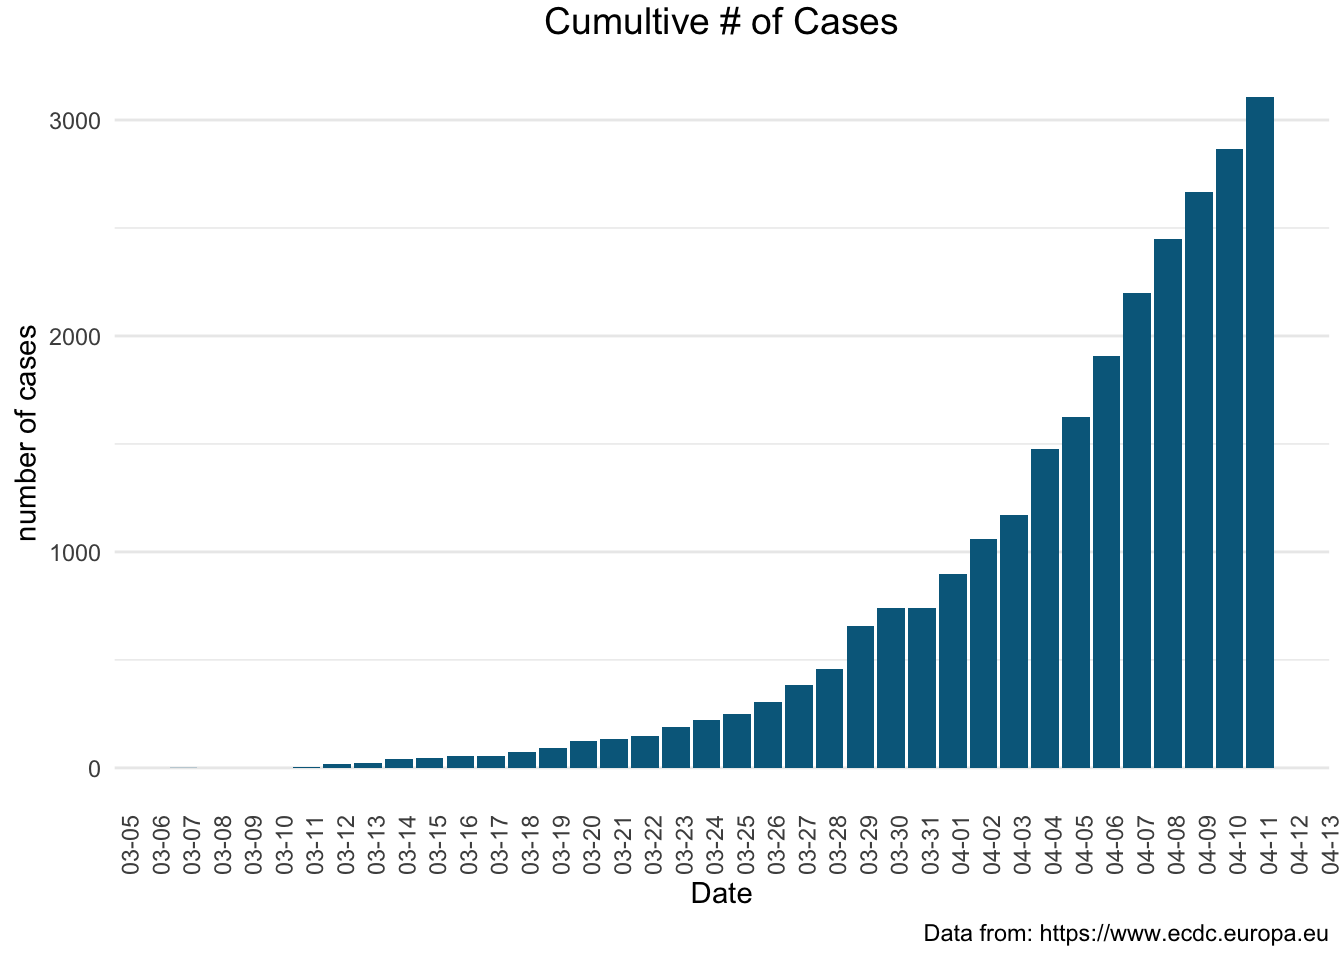 Cumultive # of Cases
number of cases
3000
2000
1000
0
03-05 03-06 03-07 03-08 03-09 03-10 03-11 03-12 03-13 03-14 03-15 03-16 03-17 03-18 03-19 03-20 03-21 03-22 03-23 03-24 03-25 03-26 03-27 03-28 03-29 03-30 03-31 04-01 04-02 04-03 04-04 04-05 04-06 04-07 04-08 04-09 04-10 04-11 04-12 04-13
Date
Data from: https://www.ecdc.europa.eu